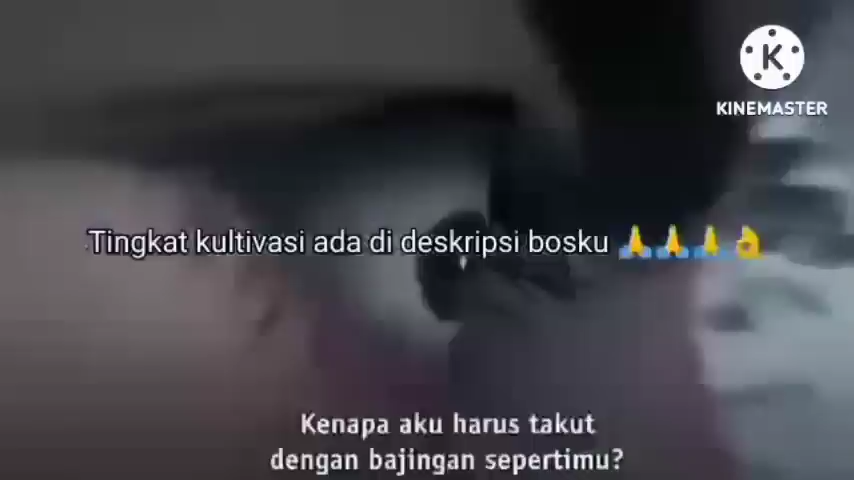 KINEMASTER
Tingkat kultivasi ada di deskripsi bosku 🙏🙏🙏👌
Kenapa aku harus takut
dengan bajingan sepertimu?